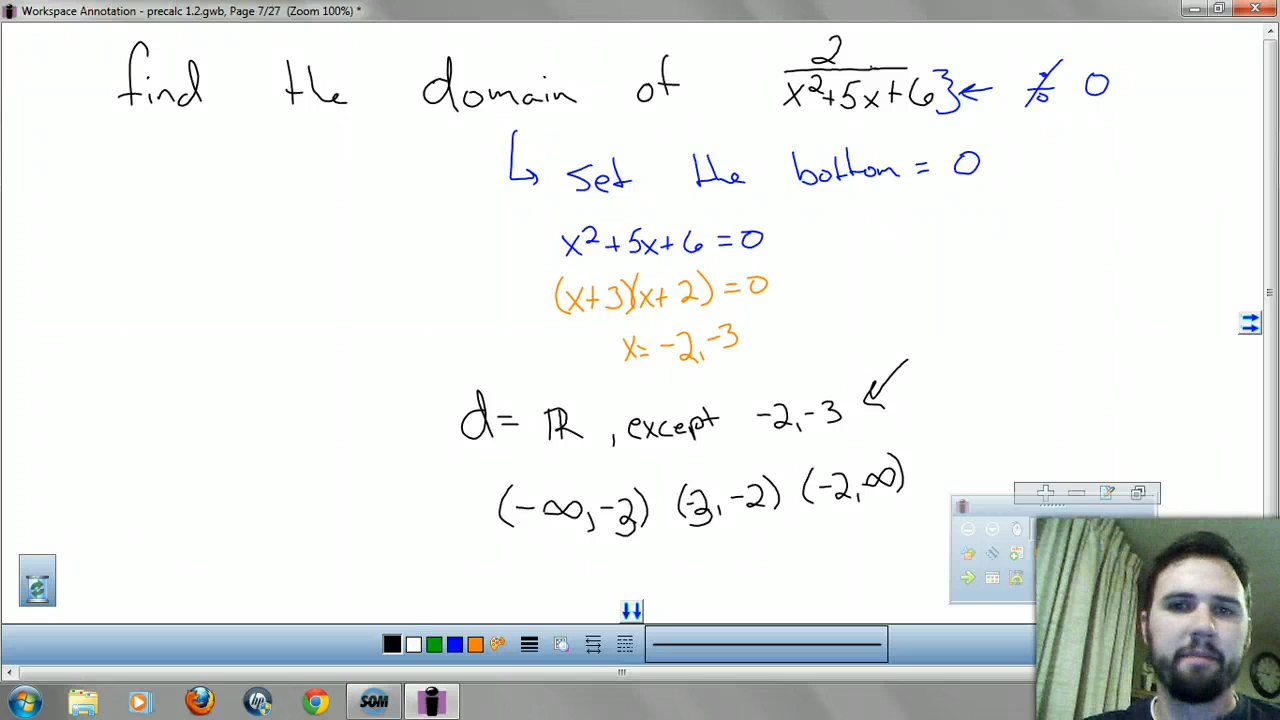 Workspace Annotation - precalc 1.2.gwb, Page 7/27 (Zoom 100%) *
find the domain of 2/(x²+5x+6) } ← ≠ 0
↳ set the bottom = 0
x²+5x+6=0
(x+3)(x+2)=0
x=-2,-3
d= ℝ, except -2,-3
(-∞,-3) (-3,-2) (-2,∞)
SOM